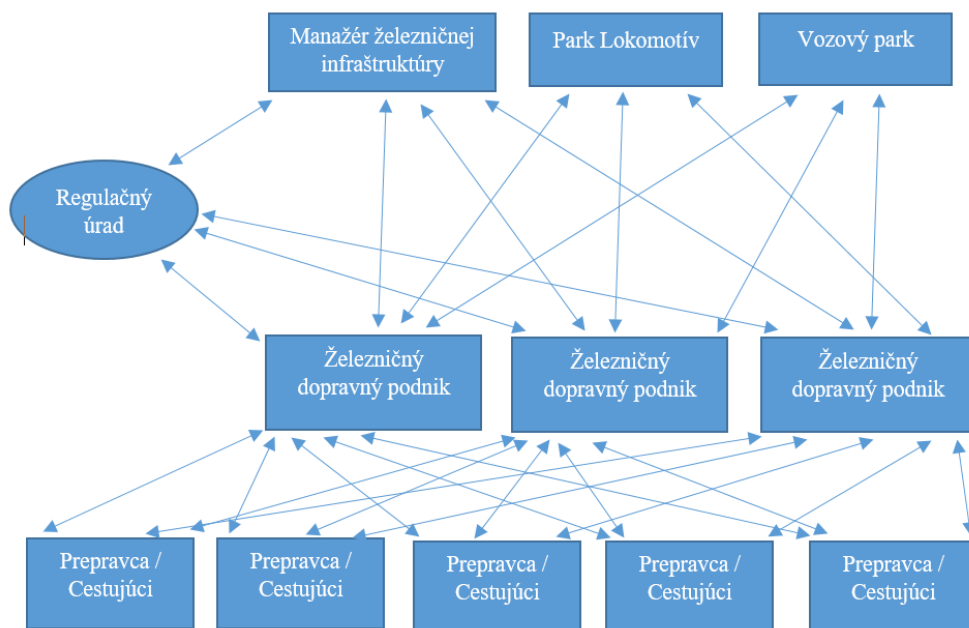 Manažér železničnej
infraštruktúry
Park Lokomotív
Vozový park
Regulačný
úrad
Železničný
dopravný podnik
Železničný
dopravný podnik
Železničný
dopravný podnik
Prepravca /
Cestujúci
Prepravca /
Cestujúci
Prepravca /
Cestujúci
Prepravca /
Cestujúci
Prepravca /
Cestujúci